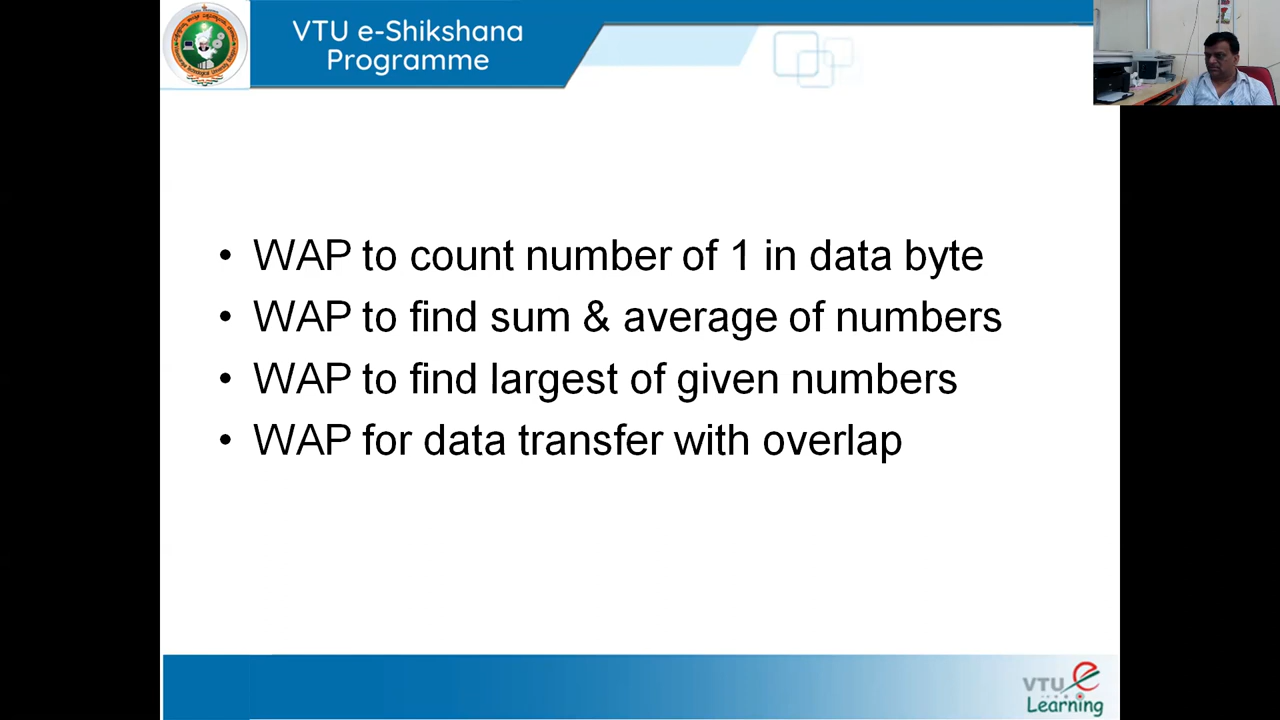 VTU e-Shikshana
Programme
• WAP to count number of 1 in data byte
• WAP to find sum & average of numbers
• WAP to find largest of given numbers
• WAP for data transfer with overlap
VTU e
Learning